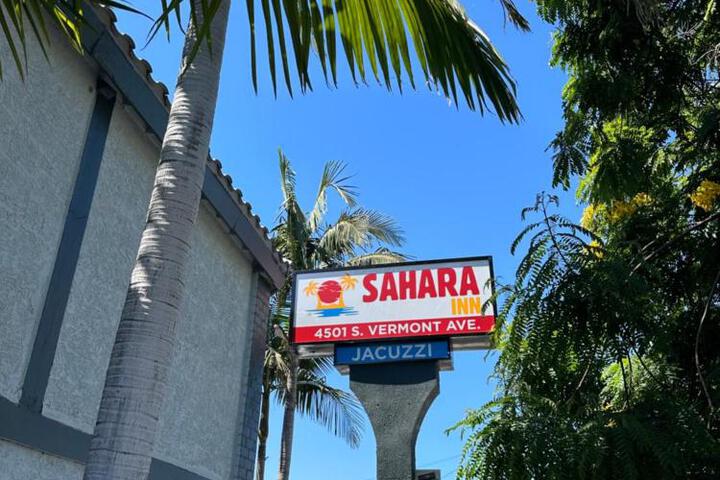 SAHARA
INN
4501 S. VERMONT AVE.
JACUZZI